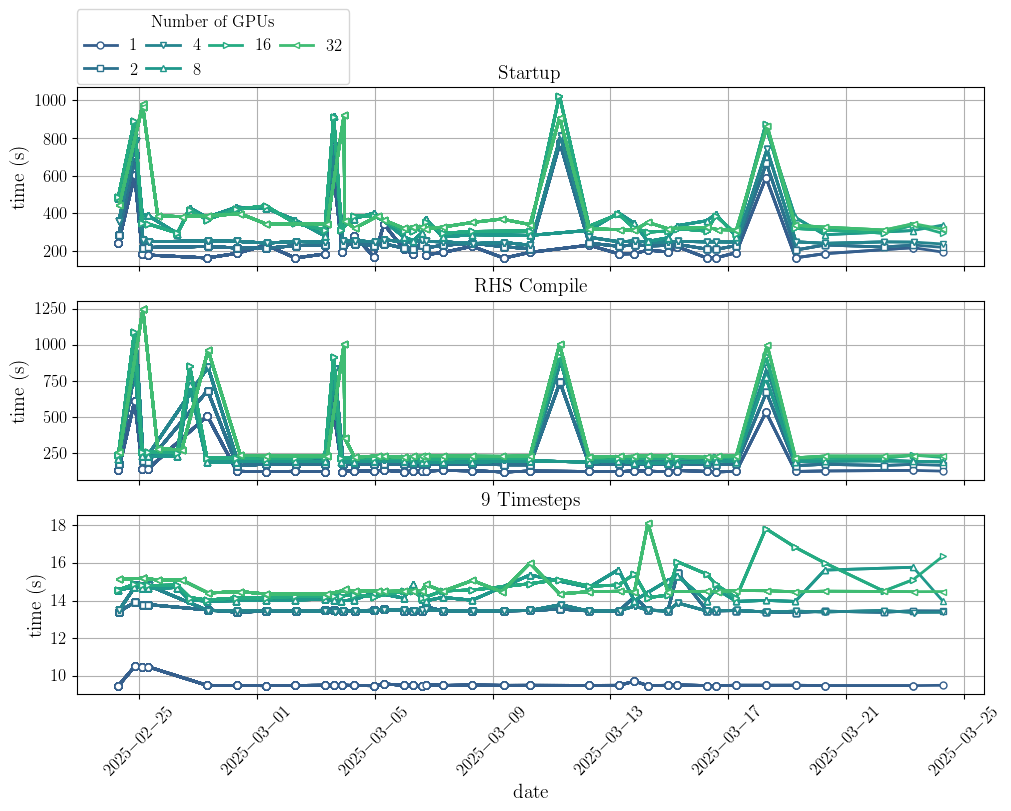 Number of GPUs
1 4 16 32
2 8
Startup
1000
800
600
400
200
time (s)
RHS Compile
1250
1000
750
500
250
time (s)
9 Timesteps
18
16
14
12
10
time (s)
2025−02−25 2025−03−01 2025−03−05 2025−03−09 2025−03−13 2025−03−17 2025−03−21 2025−03−25
date